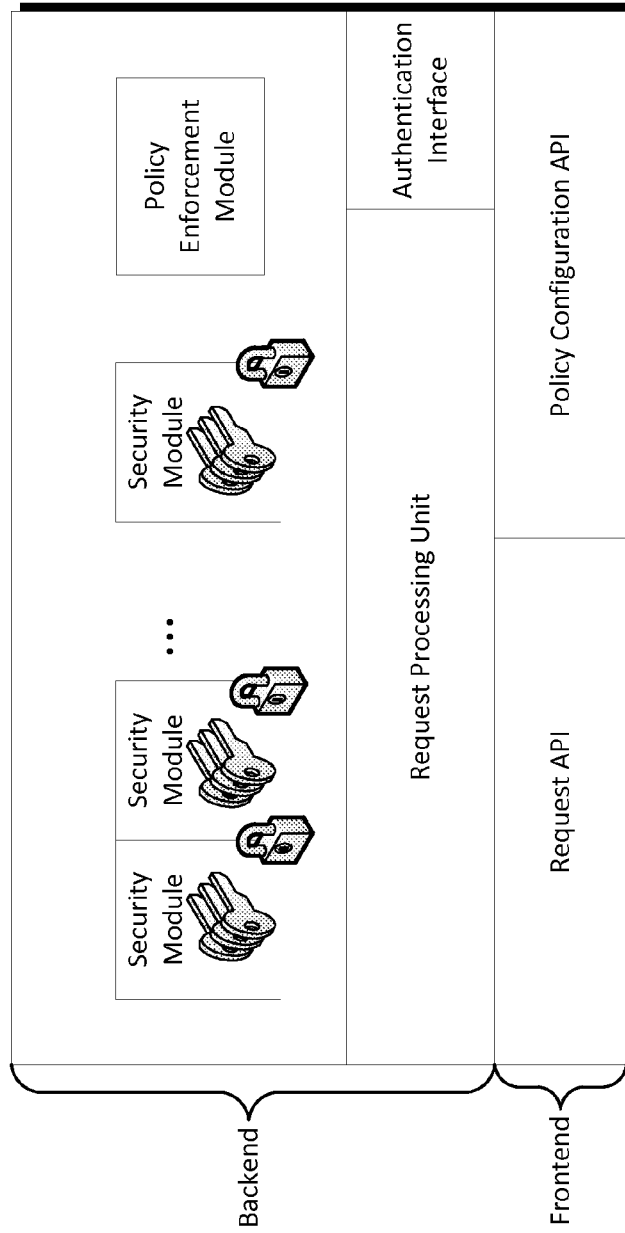 Backend
Security
Module
Security
Module
...
Security
Module
Policy
Enforcement
Module
Request Processing Unit
Authentication
Interface
Frontend
Request API
Policy Configuration API